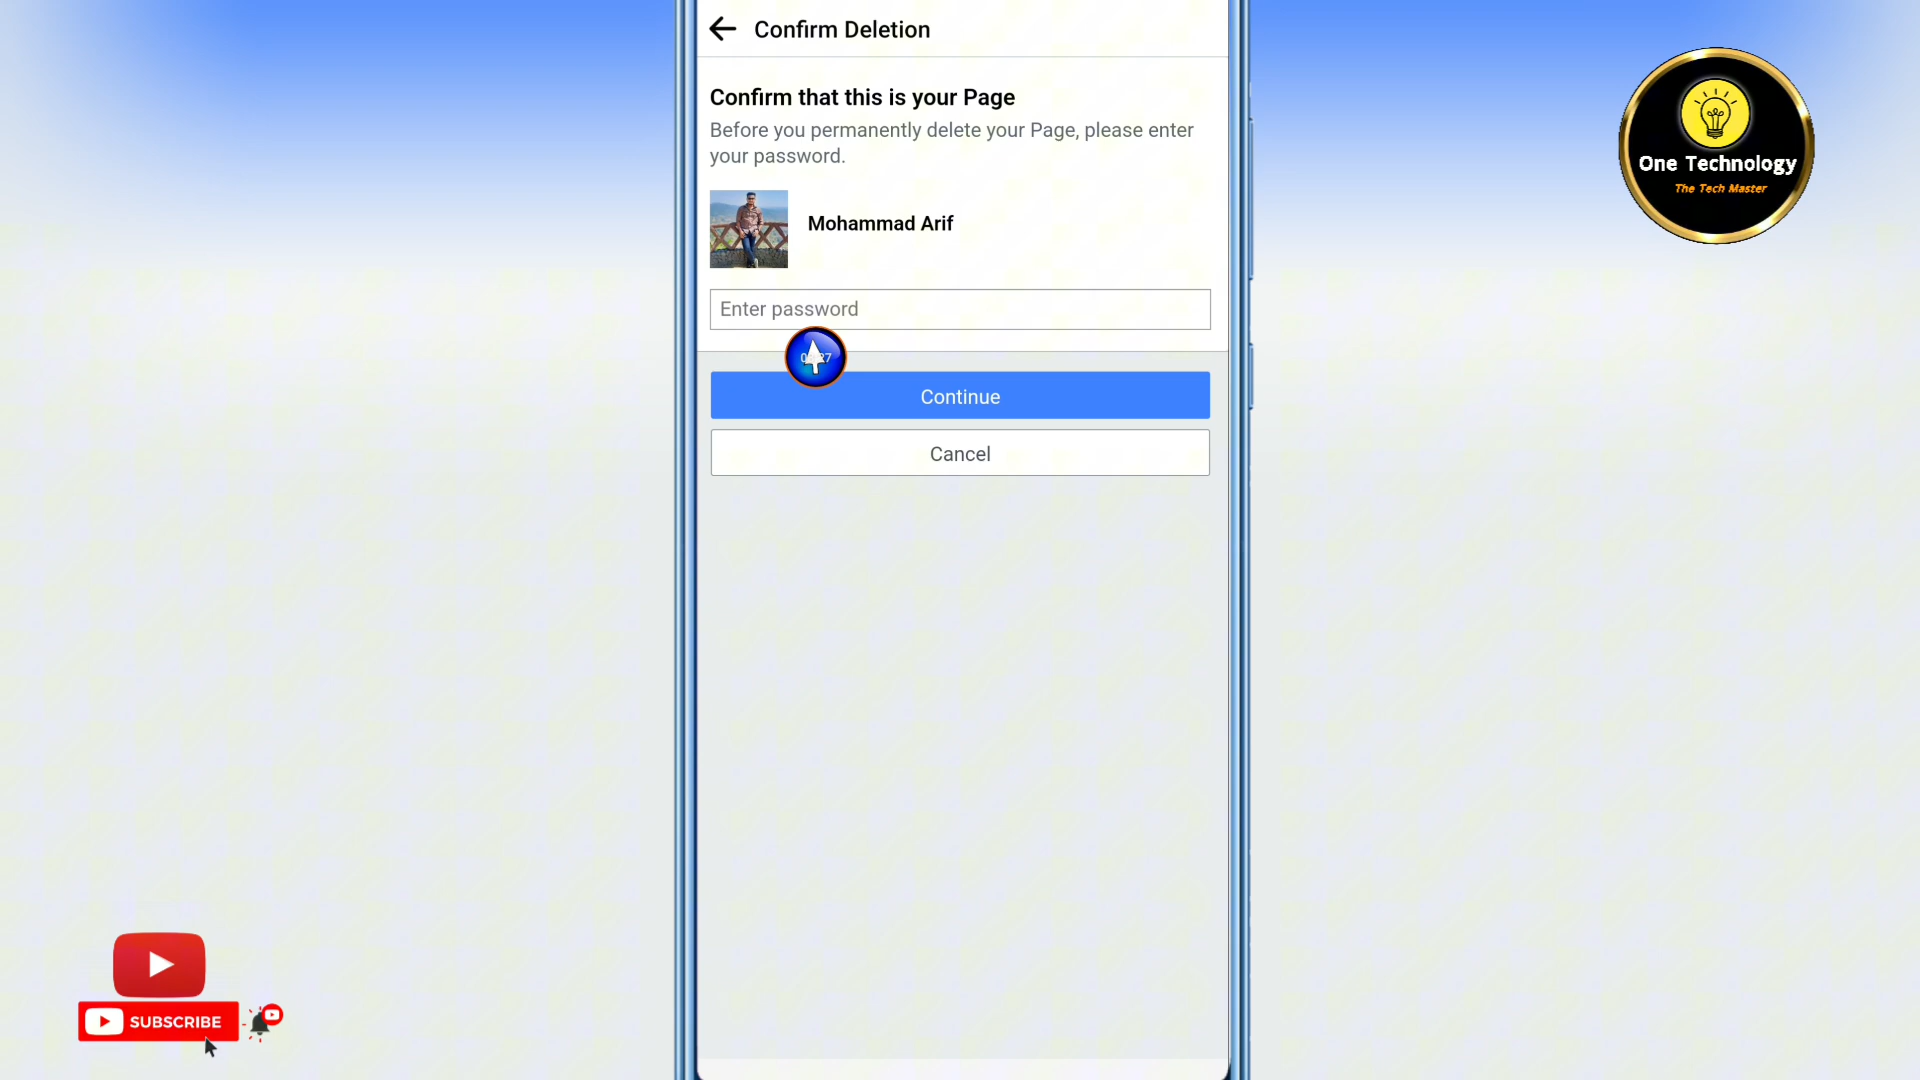 Confirm Deletion
Confirm that this is your Page
Before you permanently delete your Page, please enter
your password.
Mohammad Arif
Enter password
Continue
Cancel
One Technology
The Tech Master
SUBSCRIBE